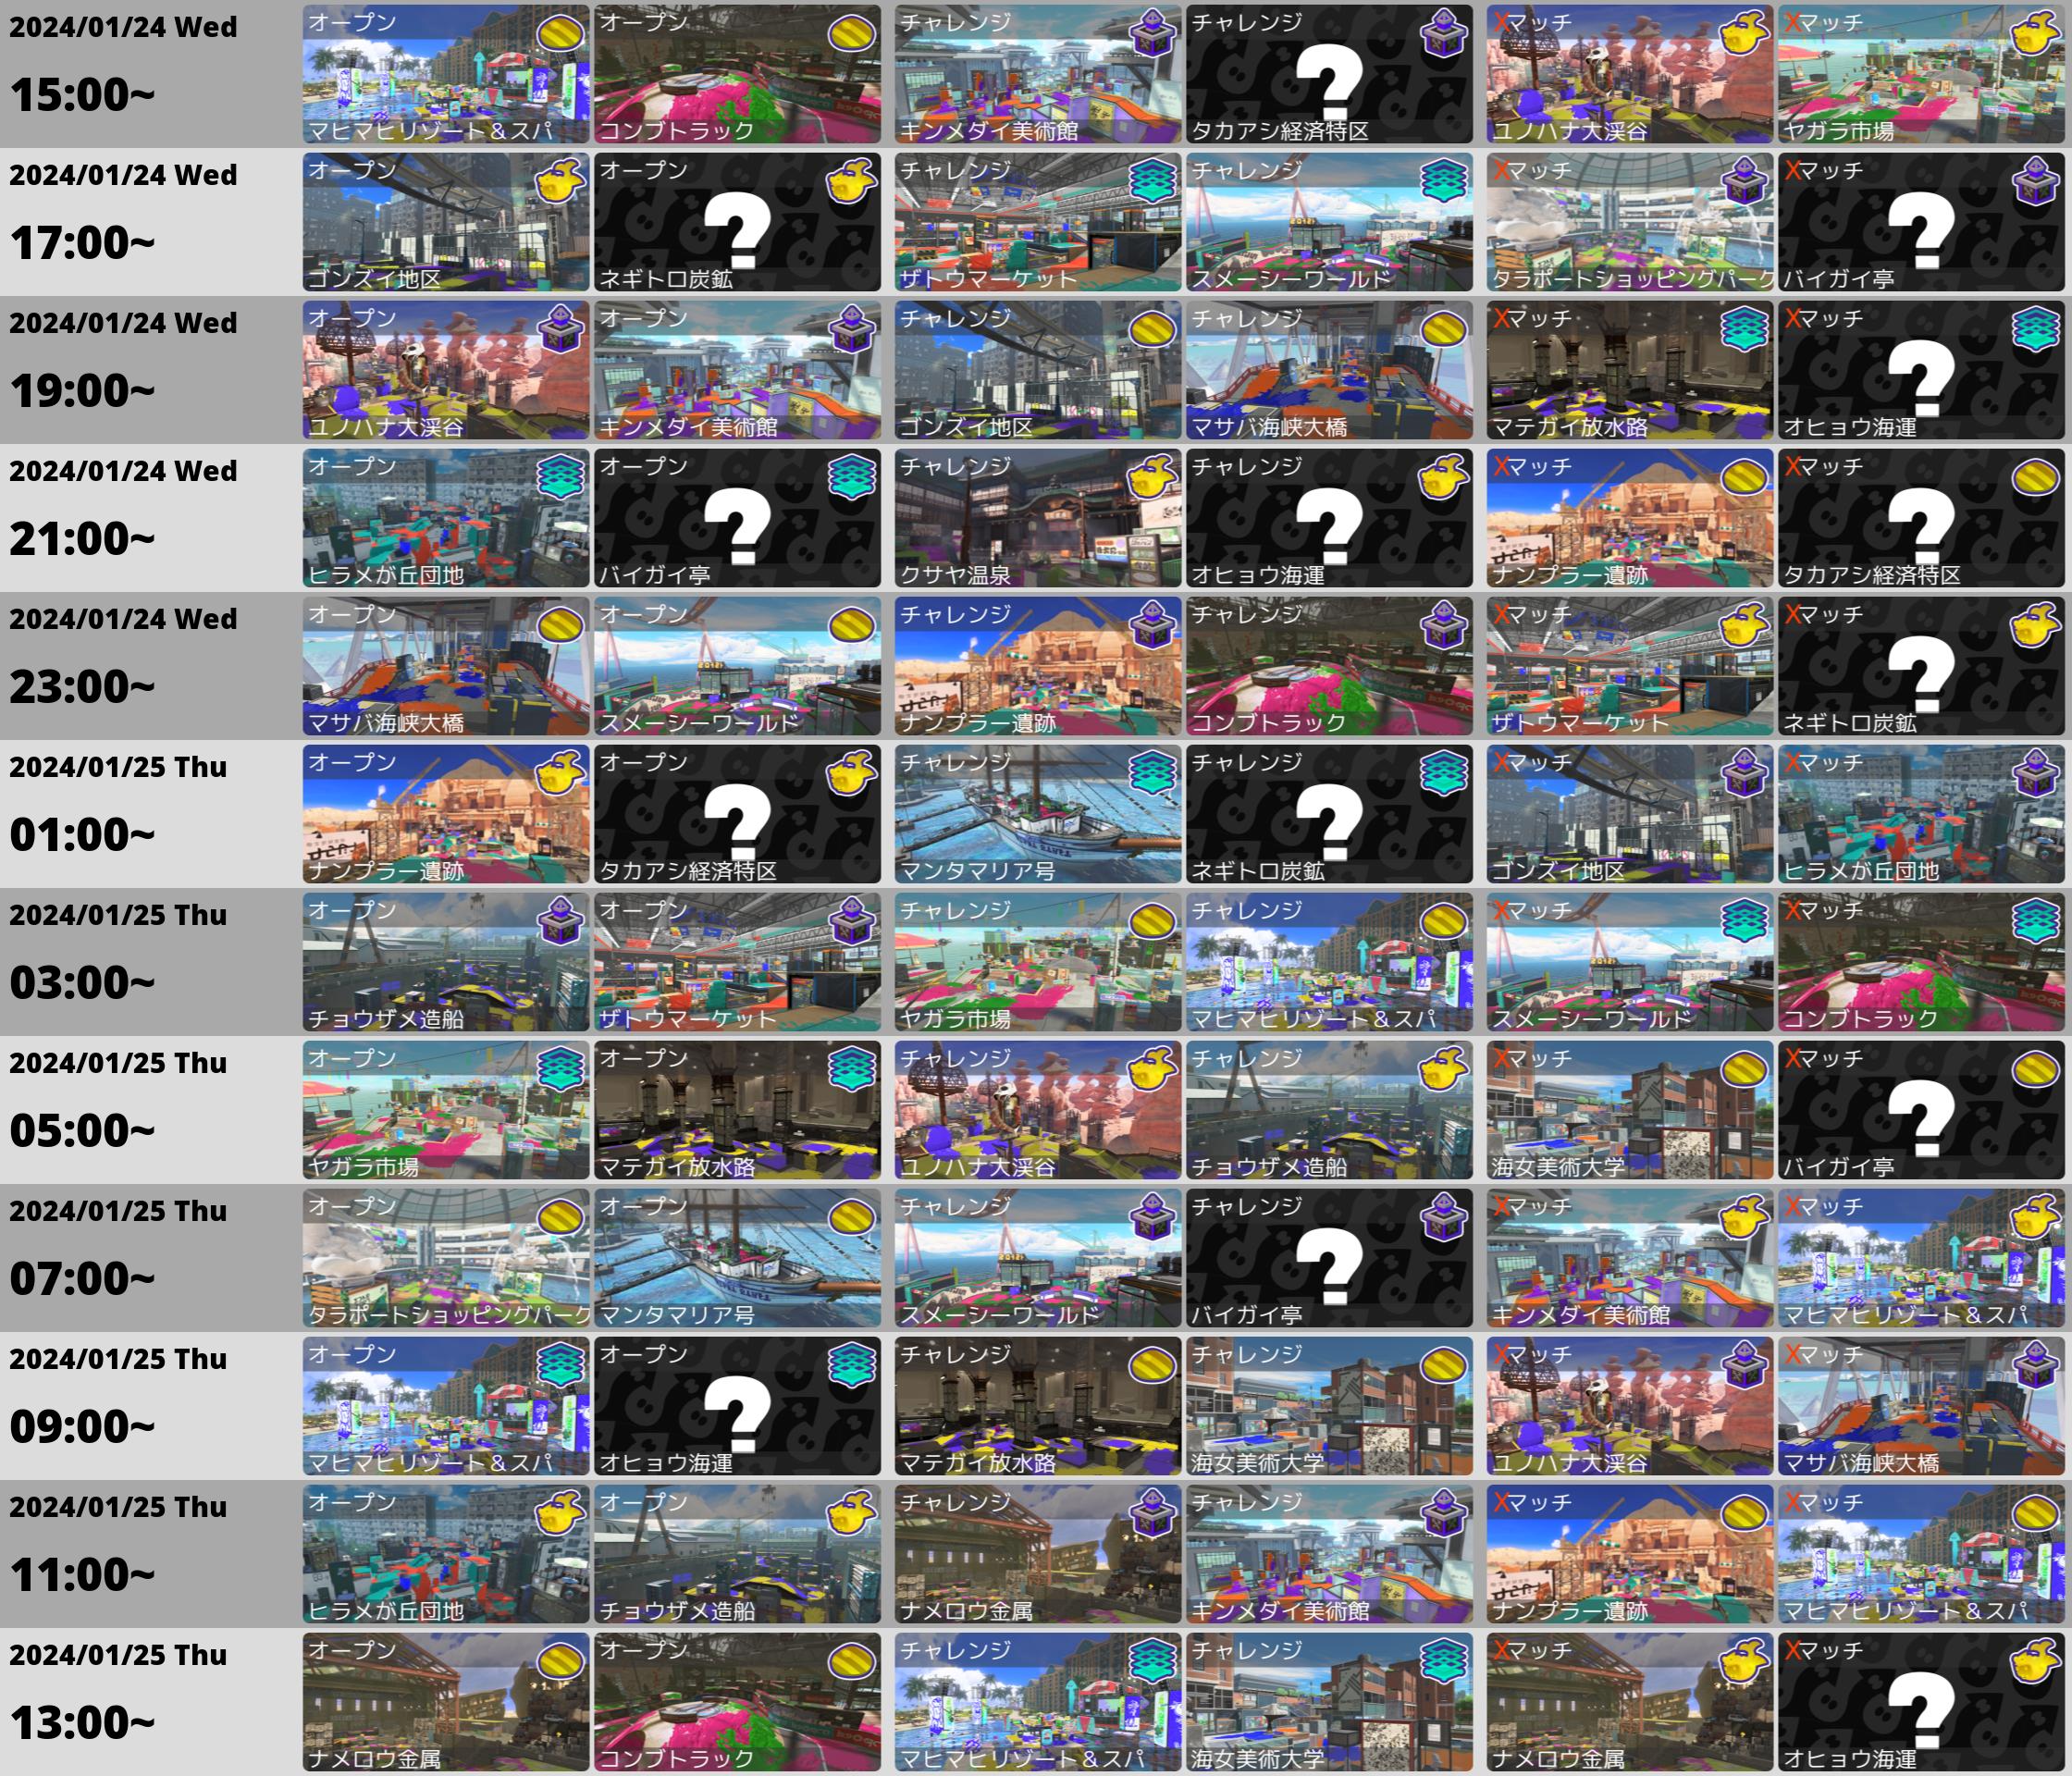 2024/01/24 Wed
15:00~
オープン オープン チャレンジ チャレンジ Xマッチ Xマッチ
マヒマヒリゾート＆スパ コンブトラック キンメダイ美術館 タカアシ経済特区 ユノハナ大渓谷 ヤガラ市場
2024/01/24 Wed
17:00~
オープン オープン チャレンジ チャレンジ Xマッチ Xマッチ
ゴンズイ地区 ネギトロ炭鉱 ザトウマーケット スメーシーワールド タラポートショッピングパーク バイガイ亭
2024/01/24 Wed
19:00~
オープン オープン チャレンジ チャレンジ Xマッチ Xマッチ
ユノハナ大渓谷 キンメダイ美術館 ゴンズイ地区 マサバ海峡大橋 マテガイ放水路 オヒョウ海運
2024/01/24 Wed
21:00~
オープン オープン チャレンジ チャレンジ Xマッチ Xマッチ
ヒラメが丘団地 バイガイ亭 クサヤ温泉 オヒョウ海運 ナンプラー遺跡 タカアシ経済特区
2024/01/24 Wed
23:00~
オープン オープン チャレンジ チャレンジ Xマッチ Xマッチ
マサバ海峡大橋 スメーシーワールド ナンプラー遺跡 コンブトラック ザトウマーケット ネギトロ炭鉱
2024/01/25 Thu
01:00~
オープン オープン チャレンジ チャレンジ Xマッチ Xマッチ
ナンプラー遺跡 タカアシ経済特区 マンタマリア号 ネギトロ炭鉱 ゴンズイ地区 ヒラメが丘団地
2024/01/25 Thu
03:00~
オープン オープン チャレンジ チャレンジ Xマッチ Xマッチ
チョウザメ造船 ザトウマーケット ヤガラ市場 マヒマヒリゾート＆スパ スメーシーワールド コンブトラック
2024/01/25 Thu
05:00~
オープン オープン チャレンジ チャレンジ Xマッチ Xマッチ
ヤガラ市場 マテガイ放水路 ユノハナ大渓谷 チョウザメ造船 海女美術大学 バイガイ亭
2024/01/25 Thu
07:00~
オープン オープン チャレンジ チャレンジ Xマッチ Xマッチ
タラポートショッピングパーク マンタマリア号 スメーシーワールド バイガイ亭 キンメダイ美術館 マヒマヒリゾート＆スパ
2024/01/25 Thu
09:00~
オープン オープン チャレンジ チャレンジ Xマッチ Xマッチ
マヒマヒリゾート＆スパ オヒョウ海運 マテガイ放水路 海女美術大学 ユノハナ大渓谷 マサバ海峡大橋
2024/01/25 Thu
11:00~
オープン オープン チャレンジ チャレンジ Xマッチ Xマッチ
ヒラメが丘団地 チョウザメ造船 ナメロウ金属 キンメダイ美術館 ナンプラー遺跡 マヒマヒリゾート＆スパ
2024/01/25 Thu
13:00~
オープン オープン チャレンジ チャレンジ Xマッチ Xマッチ
ナメロウ金属 コンブトラック マヒマヒリゾート＆スパ 海女美術大学 ナメロウ金属 オヒョウ海運